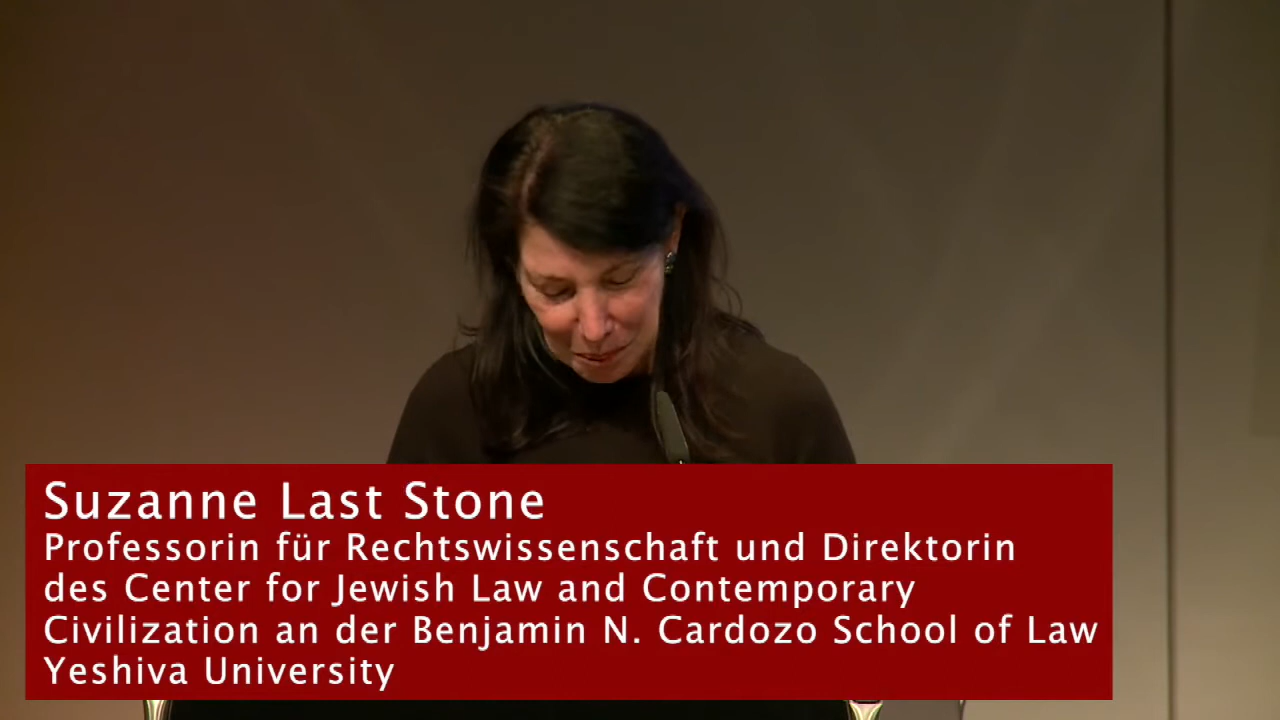 Suzanne Last Stone
Professorin für Rechtswissenschaft und Direktorin
des Center for Jewish Law and Contemporary
Civilization an der Benjamin N. Cardozo School of Law
Yeshiva University